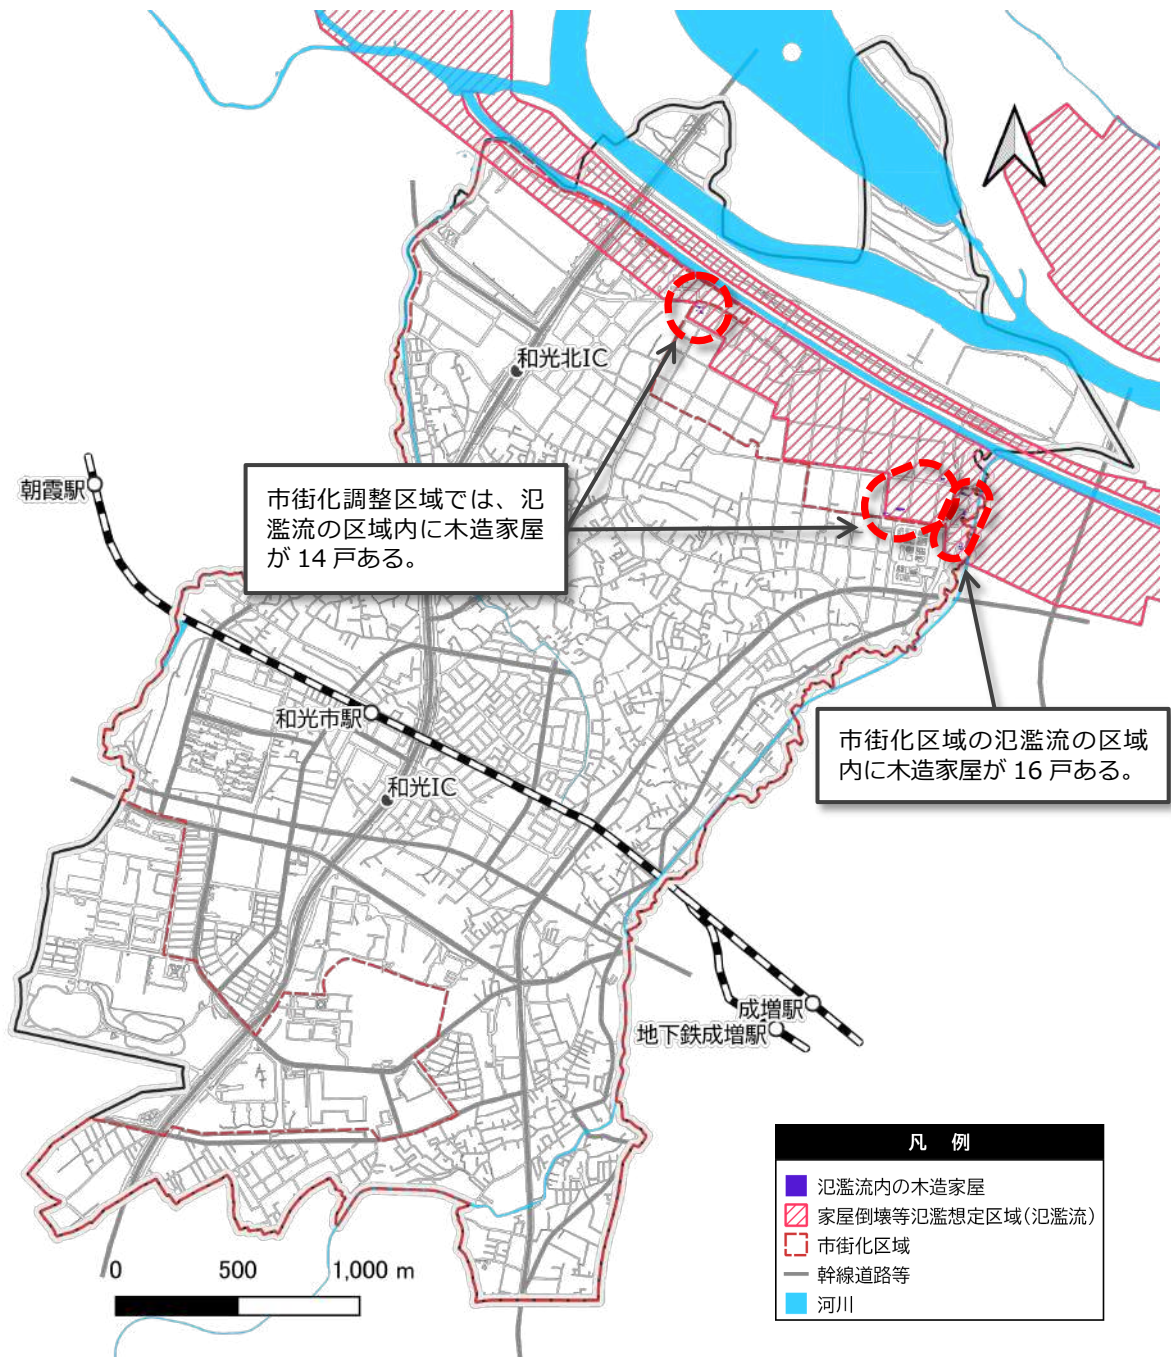 和光北IC
朝霞駅
市街化調整区域では、氾
濫流の区域内に木造家屋
が 14 戸ある。
和光市駅
和光IC
市街化区域の氾濫流の区域
内に木造家屋が 16 戸ある。
成増駅
地下鉄成増駅
凡 例
氾濫流内の木造家屋
家屋倒壊等氾濫想定区域(氾濫流)
市街化区域
幹線道路等
河川
0 500 1,000 m